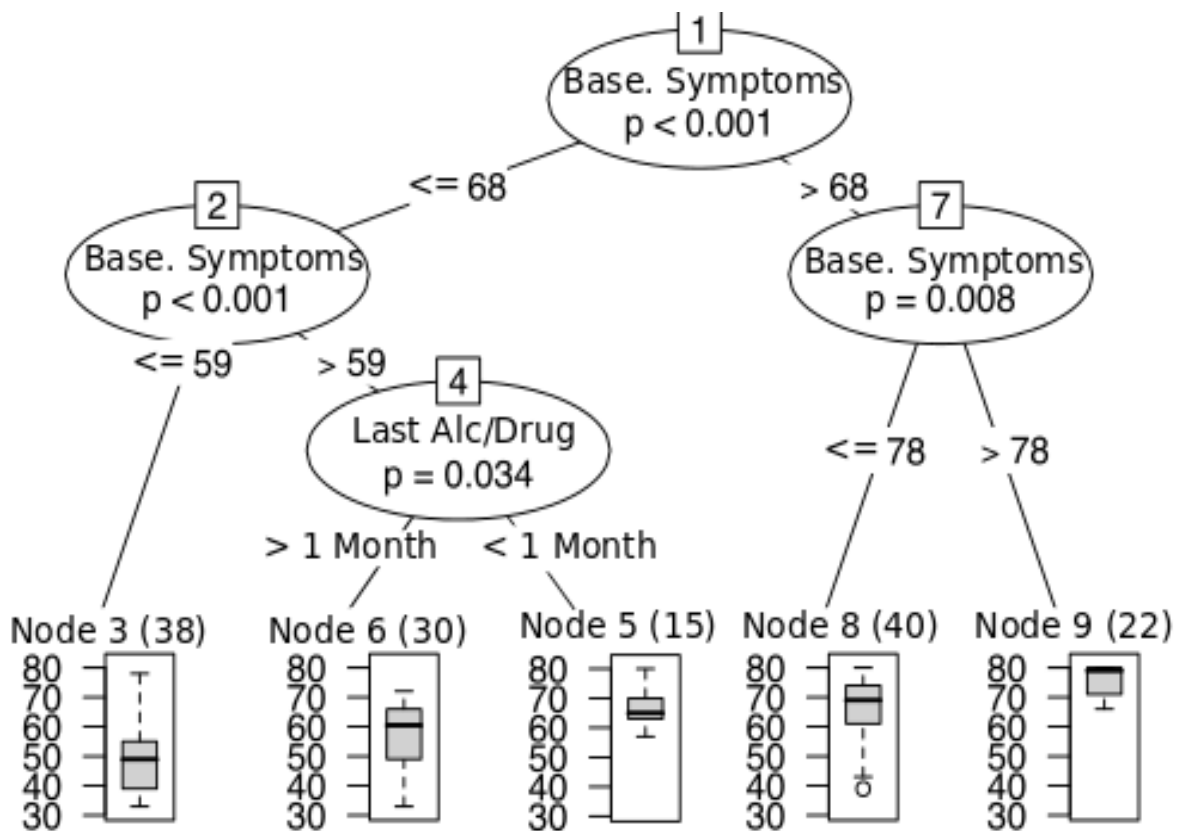 1
Base. Symptoms
p < 0.001
<= 68
> 68
2
Base. Symptoms
p < 0.001
7
Base. Symptoms
p = 0.008
<= 59
> 59
4
Last Alc/Drug
p = 0.034
<= 78
> 78
> 1 Month
< 1 Month
Node 3 (38)
80
70
60
50
40
30
Node 6 (30)
80
70
60
50
40
30
Node 5 (15)
80
70
60
50
40
30
Node 8 (40)
80
70
60
50
40
30
Node 9 (22)
80
70
60
50
40
30